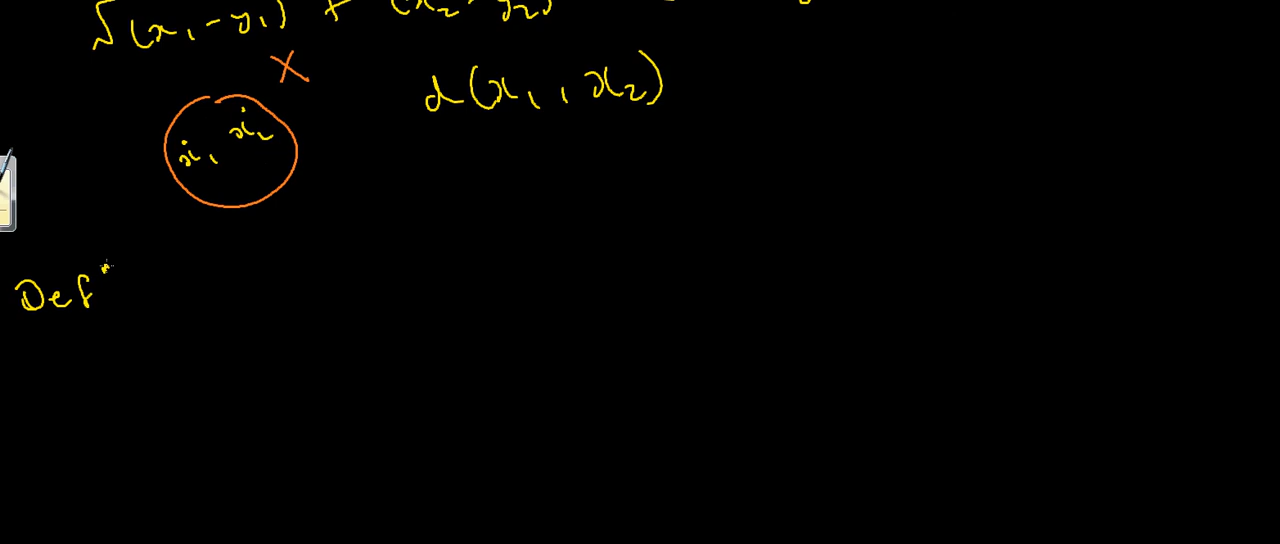 √(x₁ - y₁) + (x₂ - y₂)
X
d(x₁, x₂)
x₁ x₂
Def